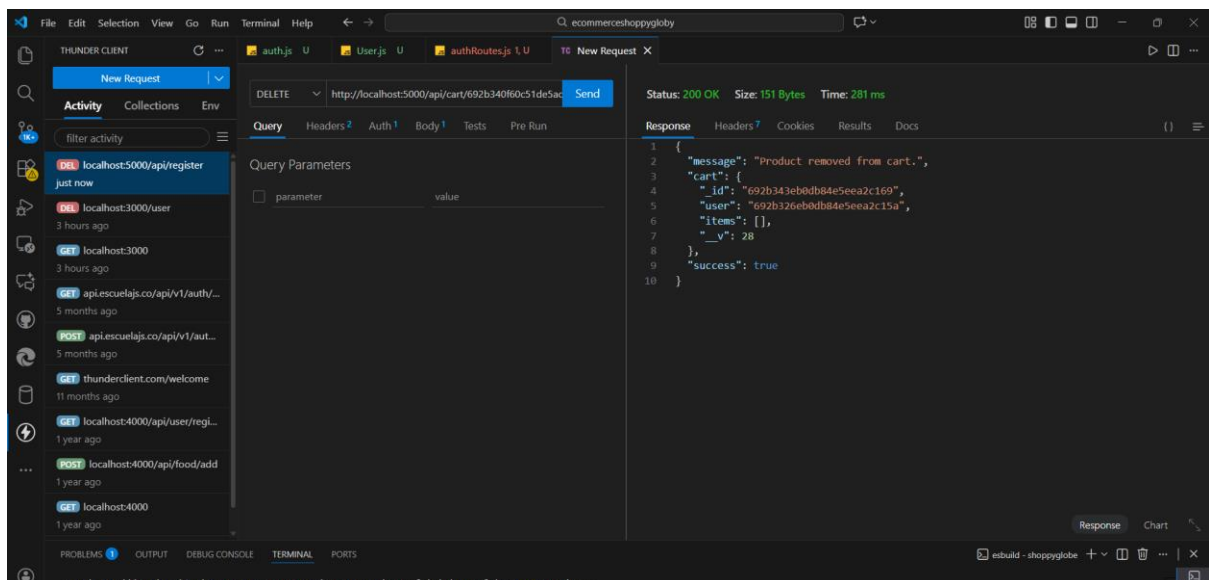 File Edit Selection View Go Run Terminal Help
ecommerceshoppygloby
THUNDER CLIENT
auth.js U
User.js U
authRoutes.js 1, U
TC New Request
New Request
Activity Collections Env
filter activity
DEL localhost:5000/api/register
just now
DEL localhost:3000/user
3 hours ago
GET localhost:3000
3 hours ago
GET api.escuelajs.co/api/v1/auth/...
5 months ago
POST api.escuelajs.co/api/v1/aut...
5 months ago
GET thunderclient.com/welcome
11 months ago
GET localhost:4000/api/user/regi...
1 year ago
POST localhost:4000/api/food/add
1 year ago
GET localhost:4000
1 year ago
DELETE http://localhost:5000/api/cart/692b340f60c51de5ac Send
Query Headers 2 Auth 1 Body 1 Tests Pre Run
Query Parameters
parameter value
Status: 200 OK Size: 151 Bytes Time: 281 ms
Response Headers 7 Cookies Results Docs
{}
1 {
2 "message": "Product removed from cart.",
3 "cart": {
4 "_id": "692b343eb0db84e5eea2c169",
5 "user": "692b326eb0db84e5eea2c15a",
6 "items": [],
7 "__v": 28
8 },
9 "success": true
10 }
Response Chart
1K+
PROBLEMS 1 OUTPUT DEBUG CONSOLE TERMINAL PORTS
esbuild - shoppyglobe